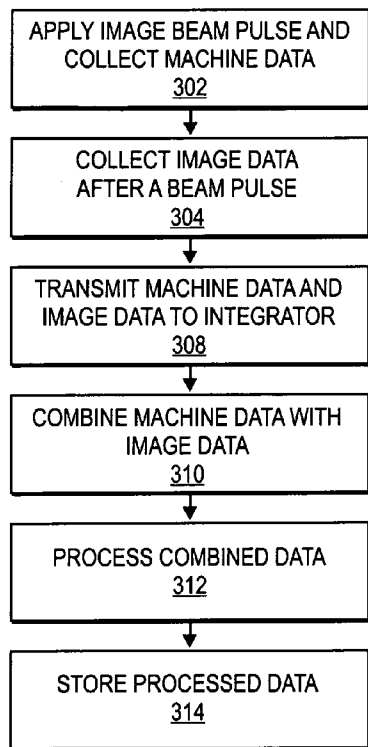 APPLY IMAGE BEAM PULSE AND
COLLECT MACHINE DATA
302
COLLECT IMAGE DATA
AFTER A BEAM PULSE
304
TRANSMIT MACHINE DATA AND
IMAGE DATA TO INTEGRATOR
308
COMBINE MACHINE DATA WITH
IMAGE DATA
310
PROCESS COMBINED DATA
312
STORE PROCESSED DATA
314